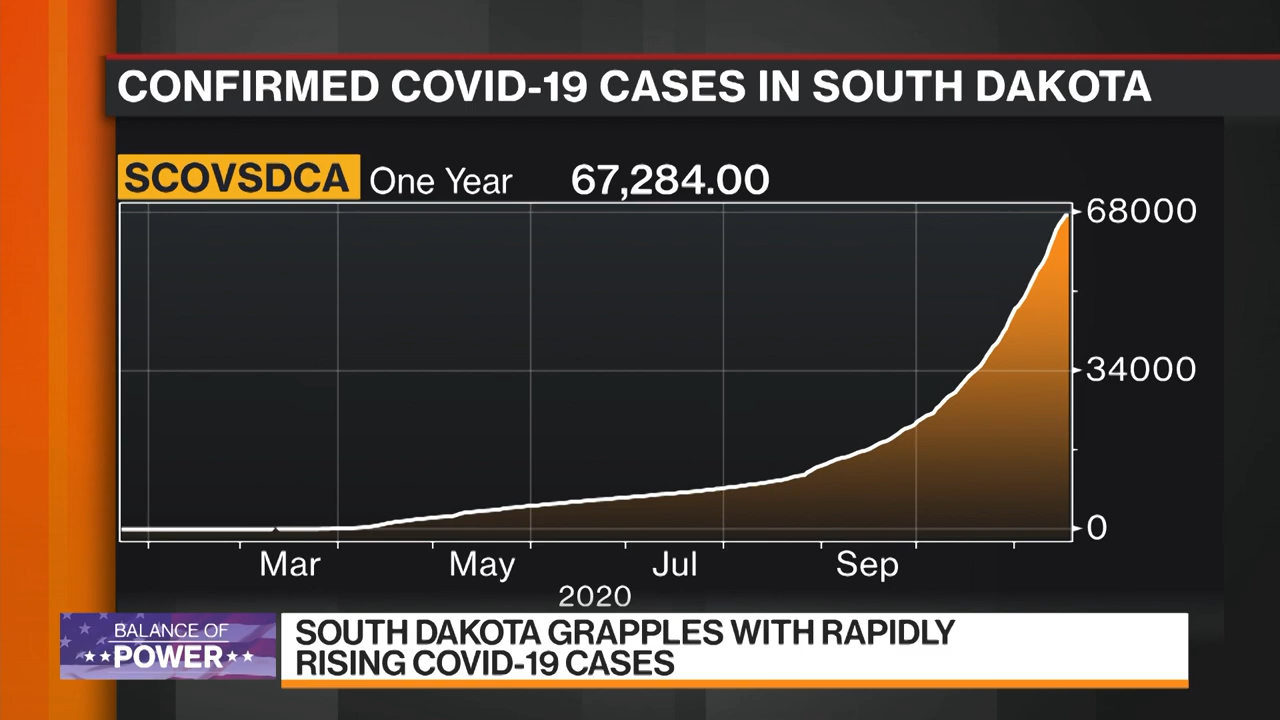 CONFIRMED COVID-19 CASES IN SOUTH DAKOTA
SCOVSDCA One Year 67,284.00
68000
34000
0
Mar May Jul Sep
2020
BALANCE OF
POWER
SOUTH DAKOTA GRAPPLES WITH RAPIDLY
RISING COVID-19 CASES